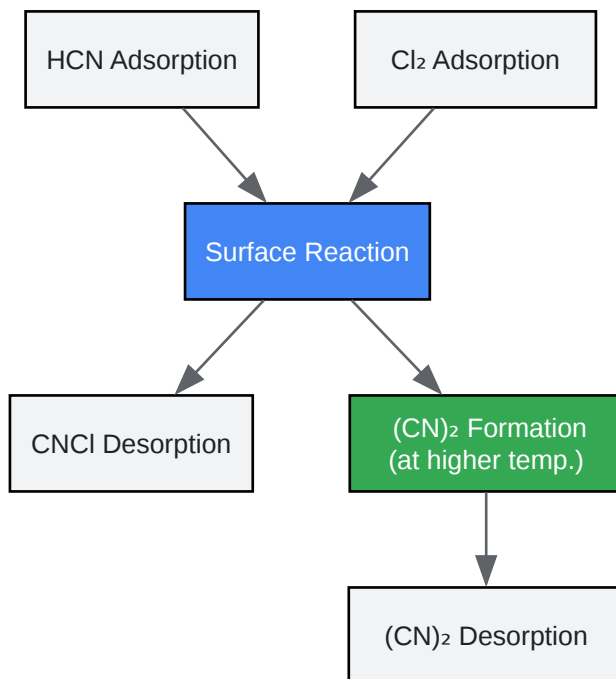 HCN Adsorption
Cl₂ Adsorption
Surface Reaction
CNCl Desorption
(CN)₂ Formation
(at higher temp.)
(CN)₂ Desorption